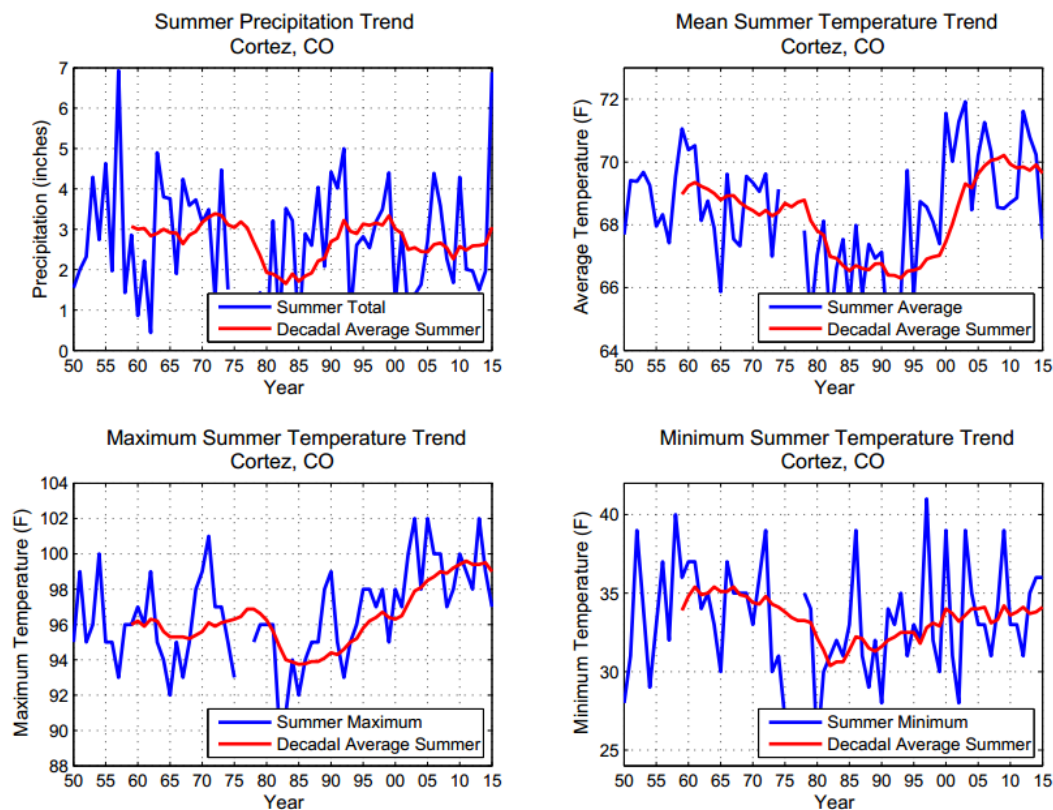 Summer Precipitation Trend
Cortez, CO
Precipitation (inches)
7
6
5
4
3
2
1
0
Summer Total
Decadal Average Summer
50 55 60 65 70 75 80 85 90 95 00 05 10 15
Year
Mean Summer Temperature Trend
Cortez, CO
Average Temperature (F)
72
70
68
66
64
Summer Average
Decadal Average Summer
50 55 60 65 70 75 80 85 90 95 00 05 10 15
Year
Maximum Summer Temperature Trend
Cortez, CO
Maximum Temperature (F)
104
102
100
98
96
94
92
90
88
Summer Maximum
Decadal Average Summer
50 55 60 65 70 75 80 85 90 95 00 05 10 15
Year
Minimum Summer Temperature Trend
Cortez, CO
Minimum Temperature (F)
40
35
30
25
Summer Minimum
Decadal Average Summer
50 55 60 65 70 75 80 85 90 95 00 05 10 15
Year